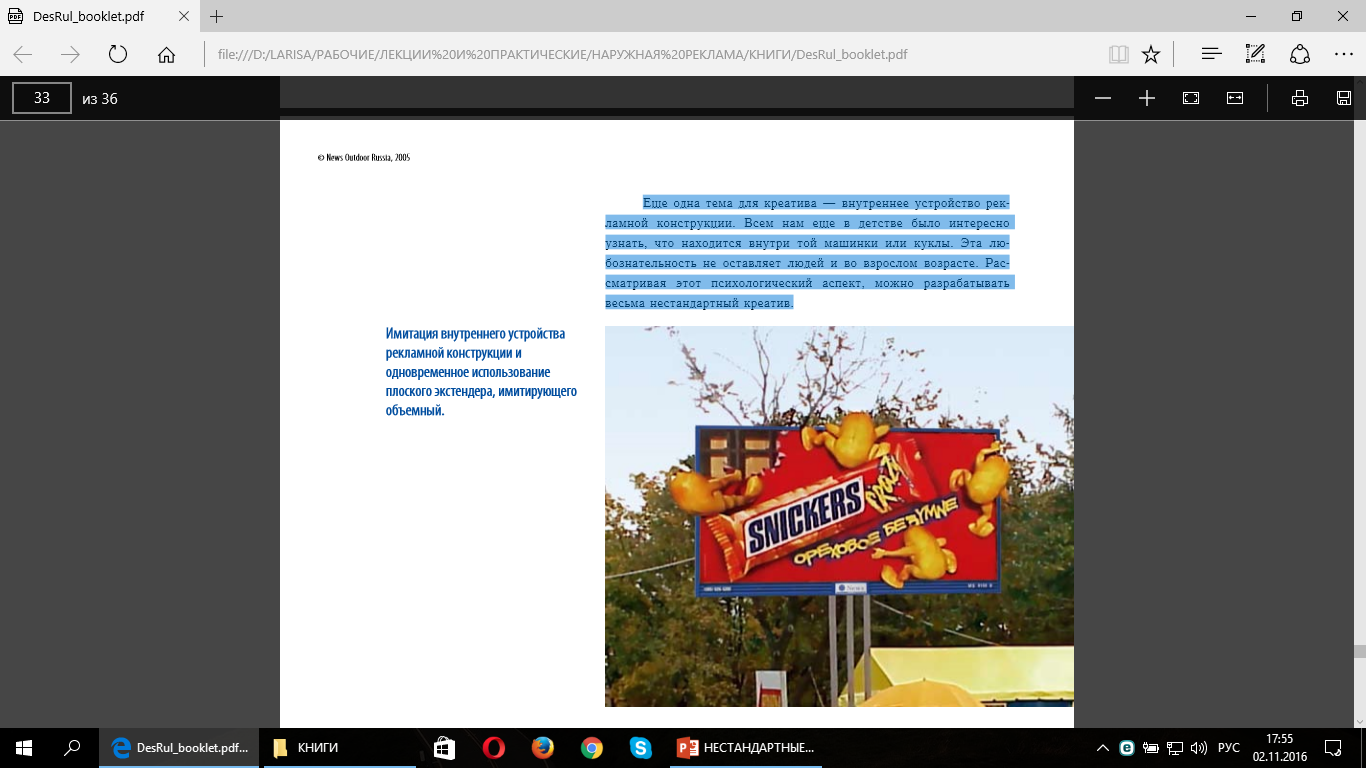 DesRul_booklet.pdf
file:///D:/LARISA/РАБОЧИЕ/ЛЕКЦИИ%20И%20ПРАКТИЧЕСКИЕ/НАРУЖНАЯ%20РЕКЛАМА/КНИГИ/DesRul_booklet.pdf
33 из 36
© News Outdoor Russia, 2005
Еще одна тема для креатива — внутреннее устройство рек-
ламной конструкции. Всем нам еще в детстве было интересно
узнать, что находится внутри той машинки или куклы. Эта лю-
бознательность не оставляет людей и во взрослом возрасте. Рас-
сматривая этот психологический аспект, можно разрабатывать
весьма нестандартный креатив.
Имитация внутреннего устройства
рекламной конструкции и
одновременное использование
плоского экстендера, имитирующего
объемный.
SNICKERS
crazy
ОРЕХОВОЕ БЕЗУМИЕ
News
DesRul_booklet.pdf...
КНИГИ
НЕСТАНДАРТНЫЕ...
РУС
17:55
02.11.2016